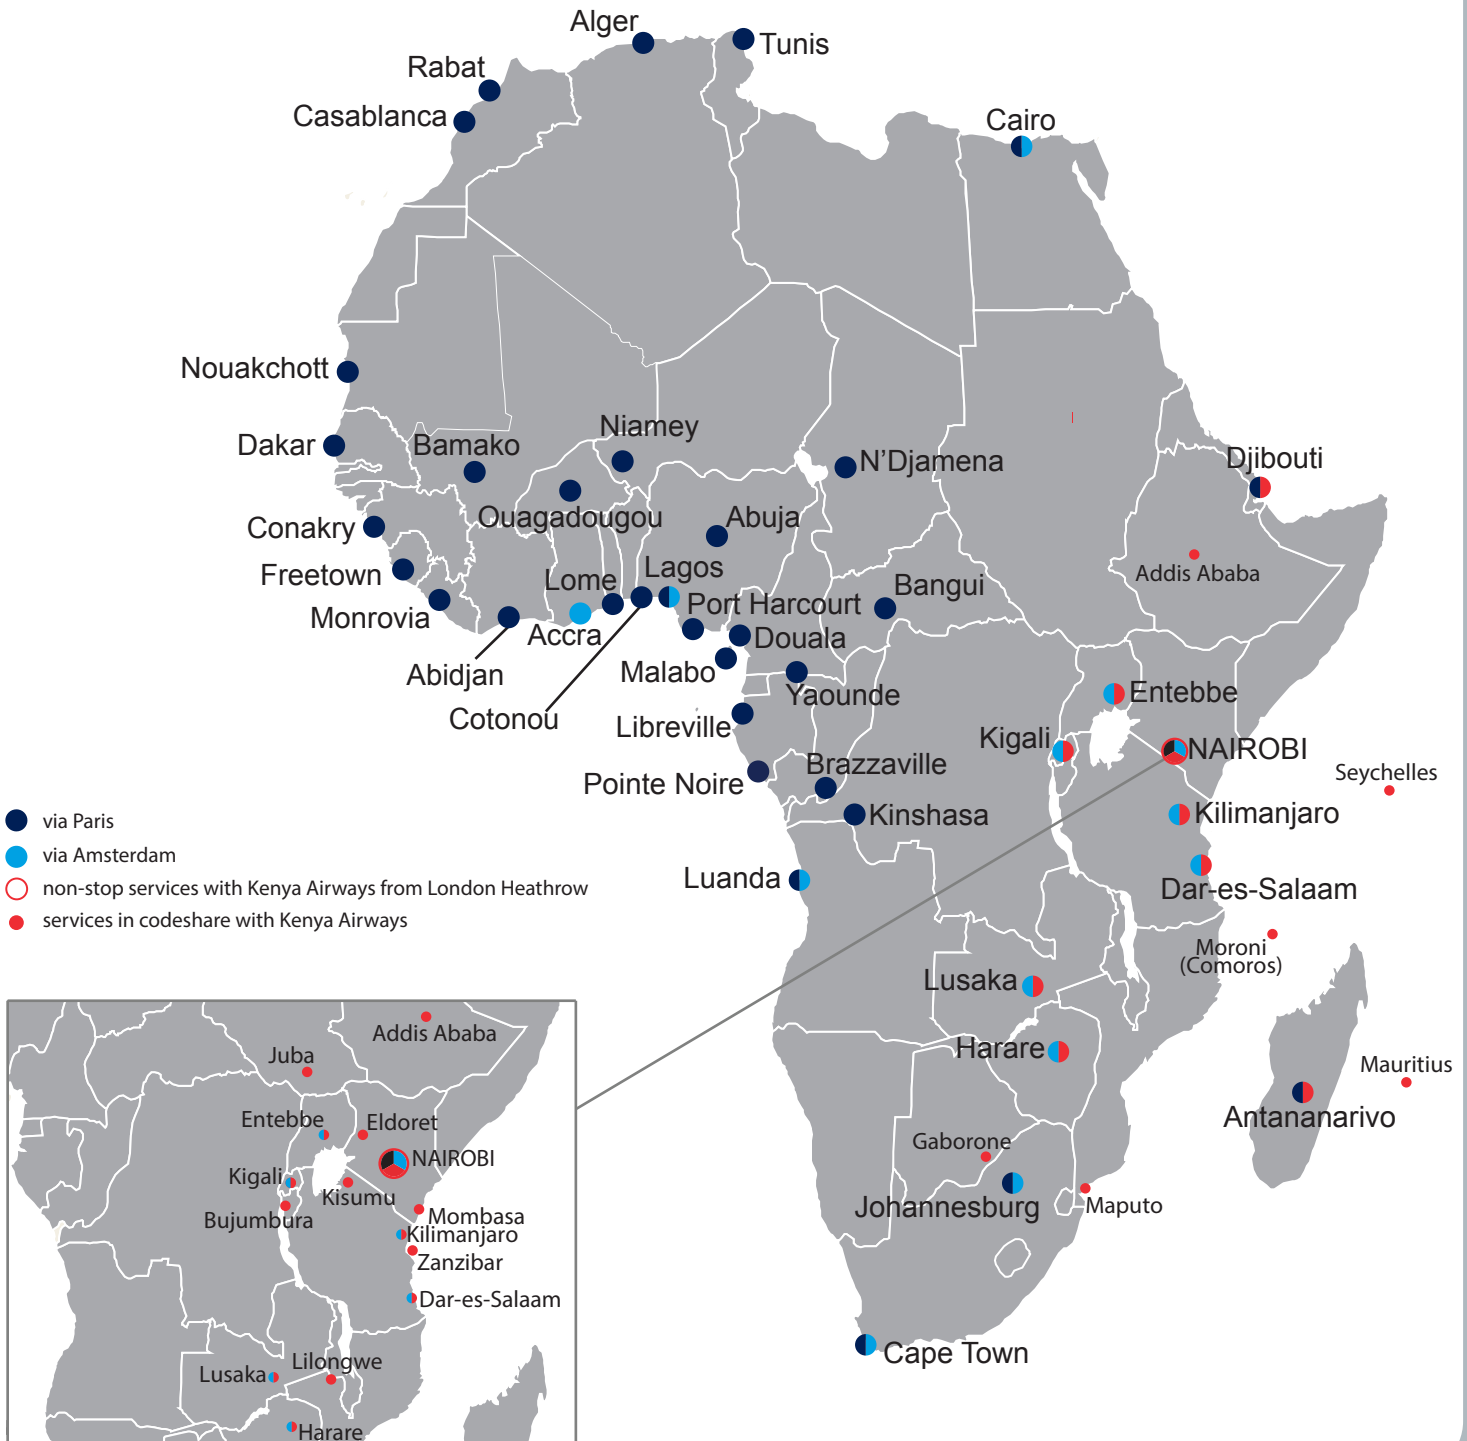 Alger
Tunis
Rabat
Casablanca
Cairo
Nouakchott
Dakar
Bamako
Niamey
N’Djamena
Djibouti
Conakry
Ouagadougou
Abuja
Freetown
Lome
Lagos
Addis Ababa
Monrovia
Accra
Port Harcourt
Bangui
Douala
Abidjan
Malabo
Cotonou
Yaounde
Entebbe
Libreville
Kigali
NAIROBI
Pointe Noire
Brazzaville
Seychelles
Kinshasa
Kilimanjaro
via Paris
via Amsterdam
non-stop services with Kenya Airways from London Heathrow
services in codeshare with Kenya Airways
Luanda
Dar-es-Salaam
Moroni
(Comoros)
Lusaka
Harare
Mauritius
Antananarivo
Gaborone
Johannesburg
Maputo
Cape Town
Addis Ababa
Juba
Entebbe
Eldoret
NAIROBI
Kigali
Kisumu
Bujumbura
Mombasa
Kilimanjaro
Zanzibar
Dar-es-Salaam
Lusaka
Lilongwe
Harare